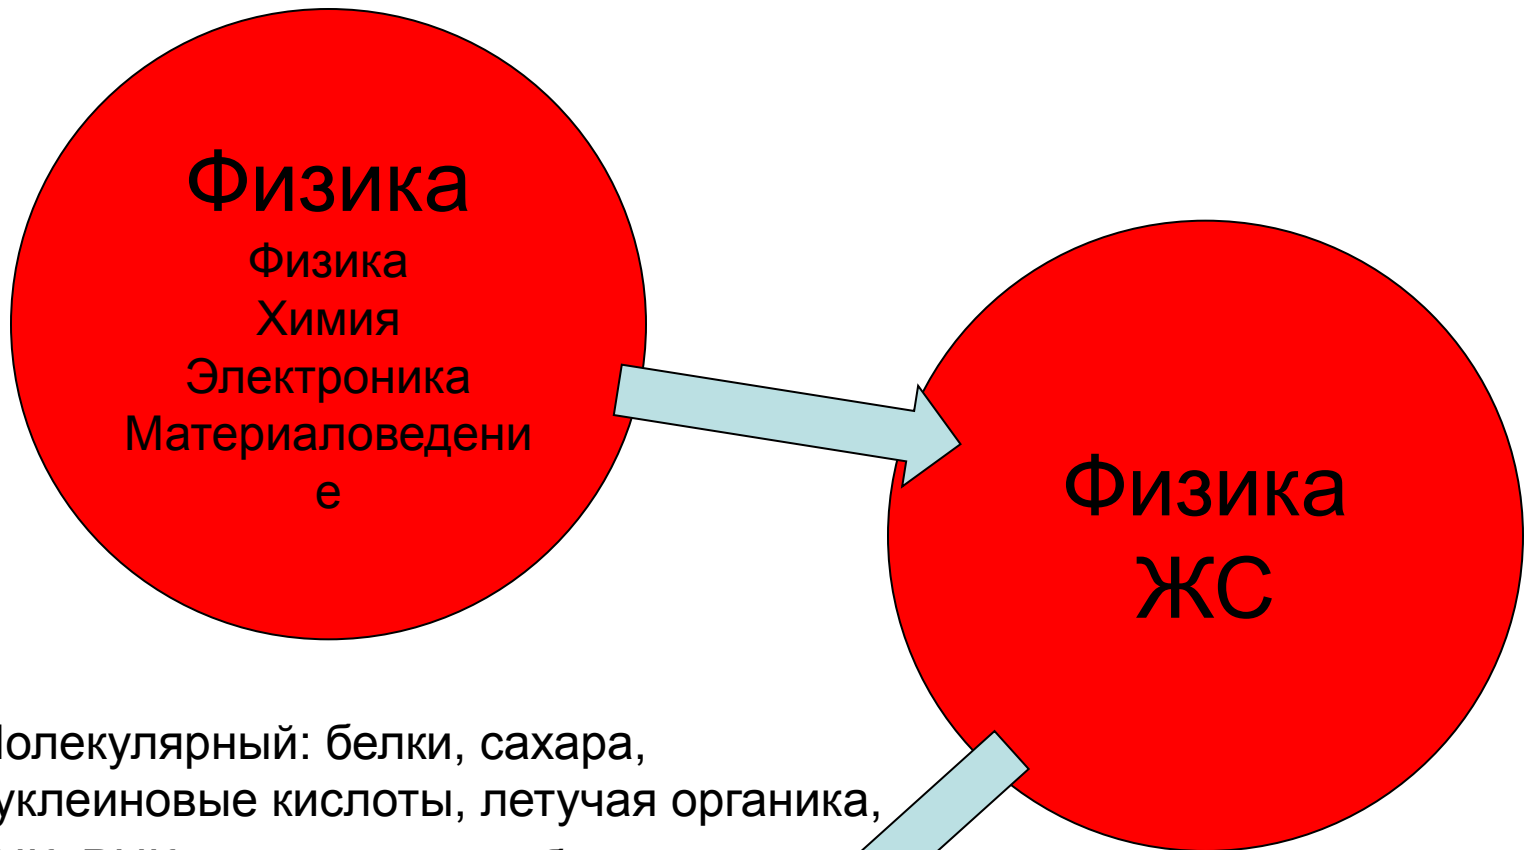 Физика
Физика
Химия
Электроника
Материаловедени
е
Физика
ЖС
олекулярный: белки, сахара,
уклеиновые кислоты, летучая органика,